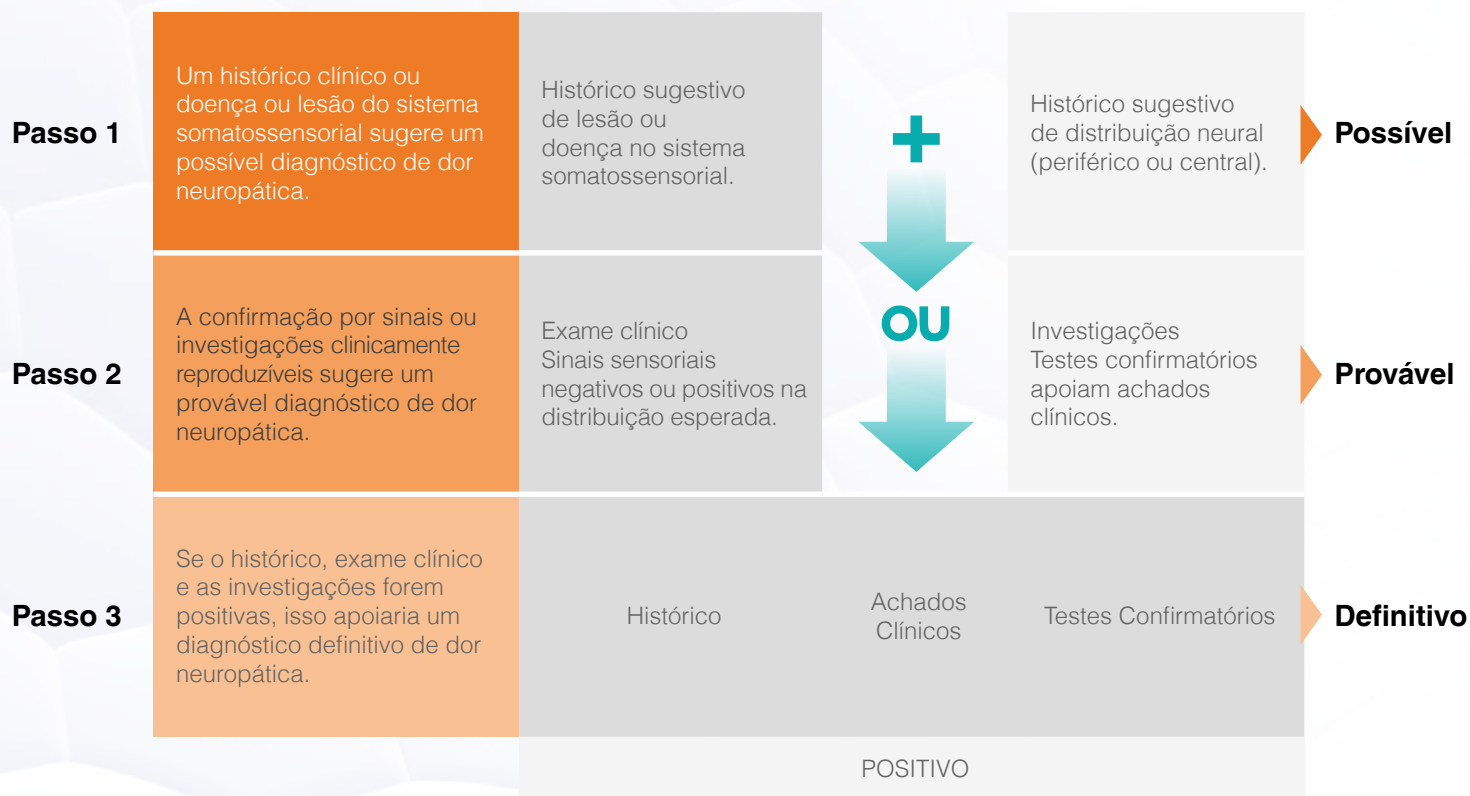 Passo 1
Um histórico clínico ou
doença ou lesão do sistema
somatossensorial sugere um
possível diagnóstico de dor
neuropática.
Histórico sugestivo
de lesão ou
doença no sistema
somatossensorial.
+
Histórico sugestivo
de distribuição neural
(periférico ou central).
Possível
Passo 2
A confirmação por sinais ou
investigações clinicamente
reproduzíveis sugere um
provável diagnóstico de dor
neuropática.
Exame clínico
Sinais sensoriais
negativos ou positivos na
distribuição esperada.
OU
Investigações
Testes confirmatórios
apoiam achados
clínicos.
Provável
Passo 3
Se o histórico, exame clínico
e as investigações forem
positivas, isso apoiaria um
diagnóstico definitivo de dor
neuropática.
Histórico
Achados
Clínicos
Testes Confirmatórios
Definitivo
POSITIVO